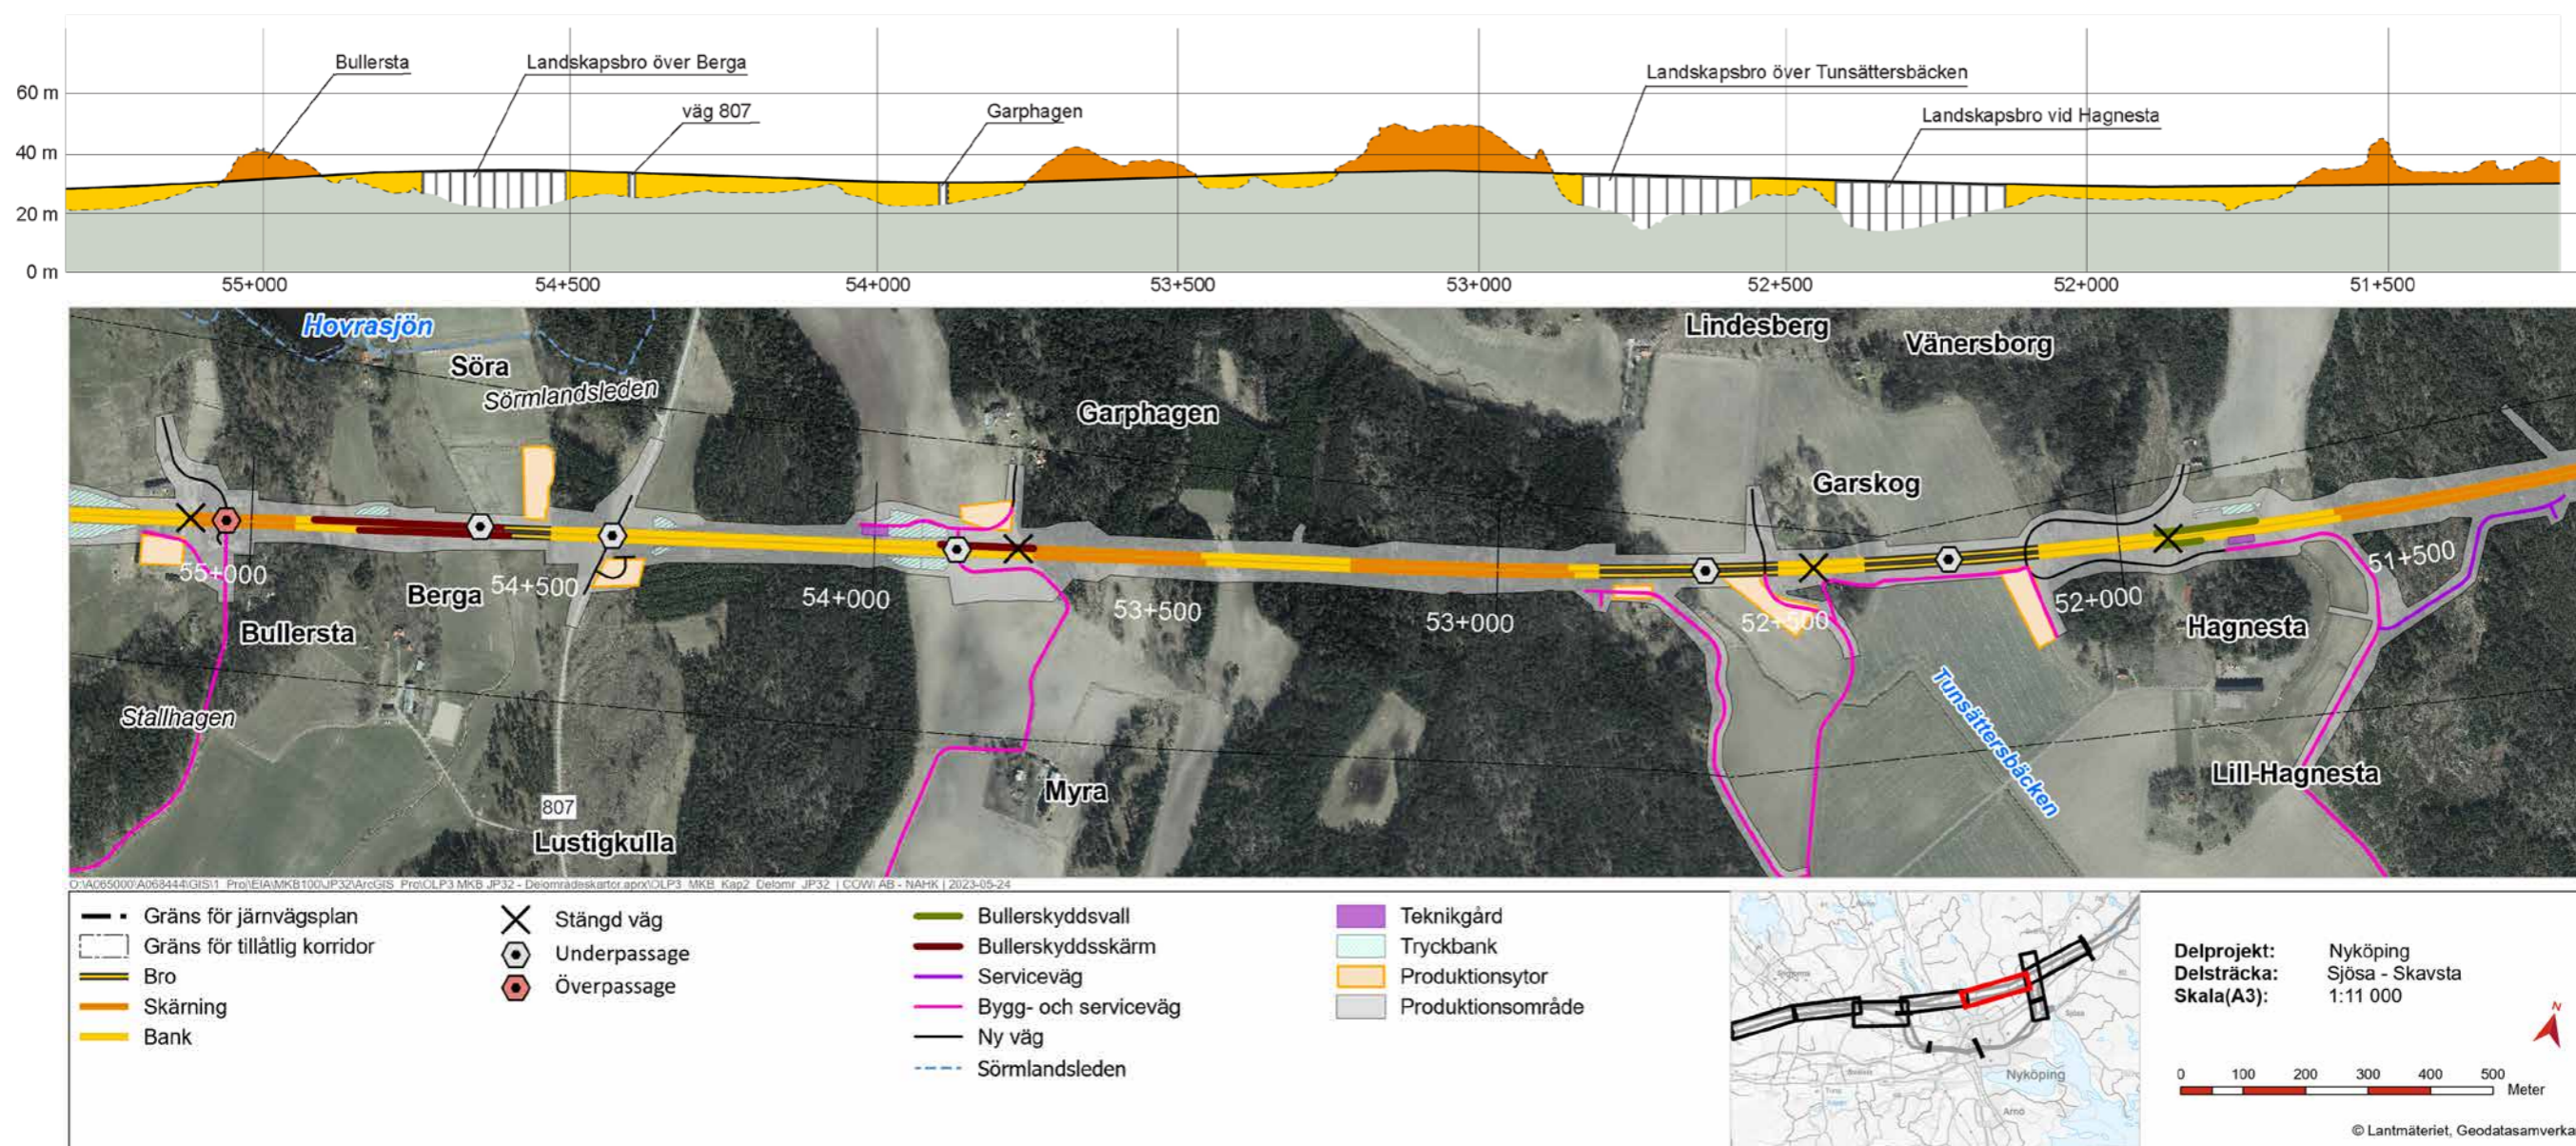 Bullersta
Landskapsbro över Berga
väg 807
Garphagen
Landskapsbro över Tunsättersbäcken
Landskapsbro vid Hagnesta
60 m
40 m
20 m
0 m
55+000
54+500
54+000
53+500
53+000
52+500
52+000
51+500
Hovrasjön
Söra
Sörmlandsleden
Garphagen
Lindesberg
Vänersborg
Garskog
55+000
Berga
54+500
54+000
53+500
53+000
52+500
52+000
51+500
Bullersta
Hagnesta
Stallhagen
Tunsättersbäcken
Myra
Lill-Hagnesta
807
Lustigkulla
Gräns för järnvägsplan
Gräns för tillåtlig korridor
Bro
Skärning
Bank
Stängd väg
Underpassage
Överpassage
Bullerskyddsvall
Bullerskyddsskärm
Serviceväg
Bygg- och serviceväg
Ny väg
Sörmlandsleden
Teknikgård
Tryckbank
Produktionsytor
Produktionsområde
Nyköping
Arnö
Sjösa
Delprojekt: Nyköping
Delsträcka: Sjösa - Skavsta
Skala(A3): 1:11 000
N
0 100 200 300 400 500
Meter
© Lantmäteriet, Geodatasamverka